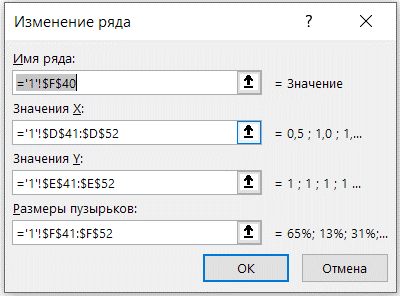 Изменение ряда ? ×
Имя ряда:
='1'!$F$40 = Значение
Значения X:
='1'!$D$41:$D$52 = 0,5 ; 1,0 ; 1,...
Значения Y:
='1'!$E$41:$E$52 = 1 ; 1 ; 1 ; 1 ...
Размеры пузырьков:
='1'!$F$41:$F$52 = 65%; 13%; 31%;...
ОК Отмена